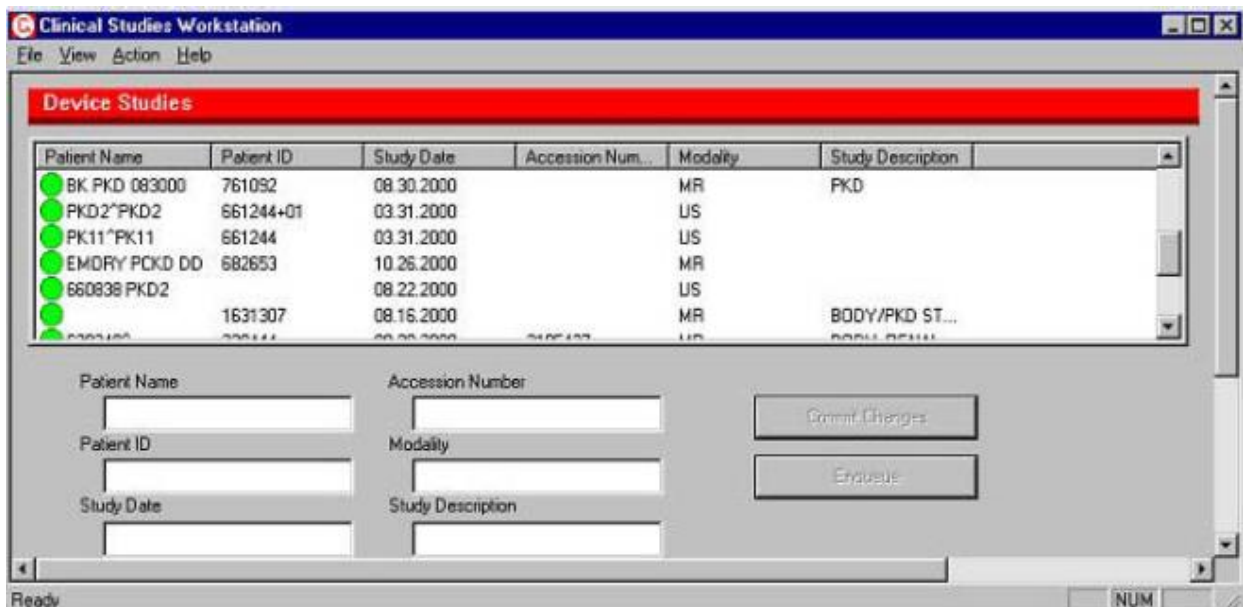 Clinical Studies Workstation
File View Action Help
Device Studies
Patient Name Patient ID Study Date Accession Num... Modality Study Description
BK PKD 083000 761092 08.30.2000 MR PKD
PKD2^PKD2 661244+01 03.31.2000 US
PK11^PK11 661244 03.31.2000 US
EMORY PCKD DD 682653 10.26.2000 MR
660838 PKD2 08.22.2000 US
1631307 08.16.2000 MR BODY/PKD ST...
Patient Name Accession Number
Commit Changes
Patient ID Modality
Enqueue
Study Date Study Description
Ready NUM